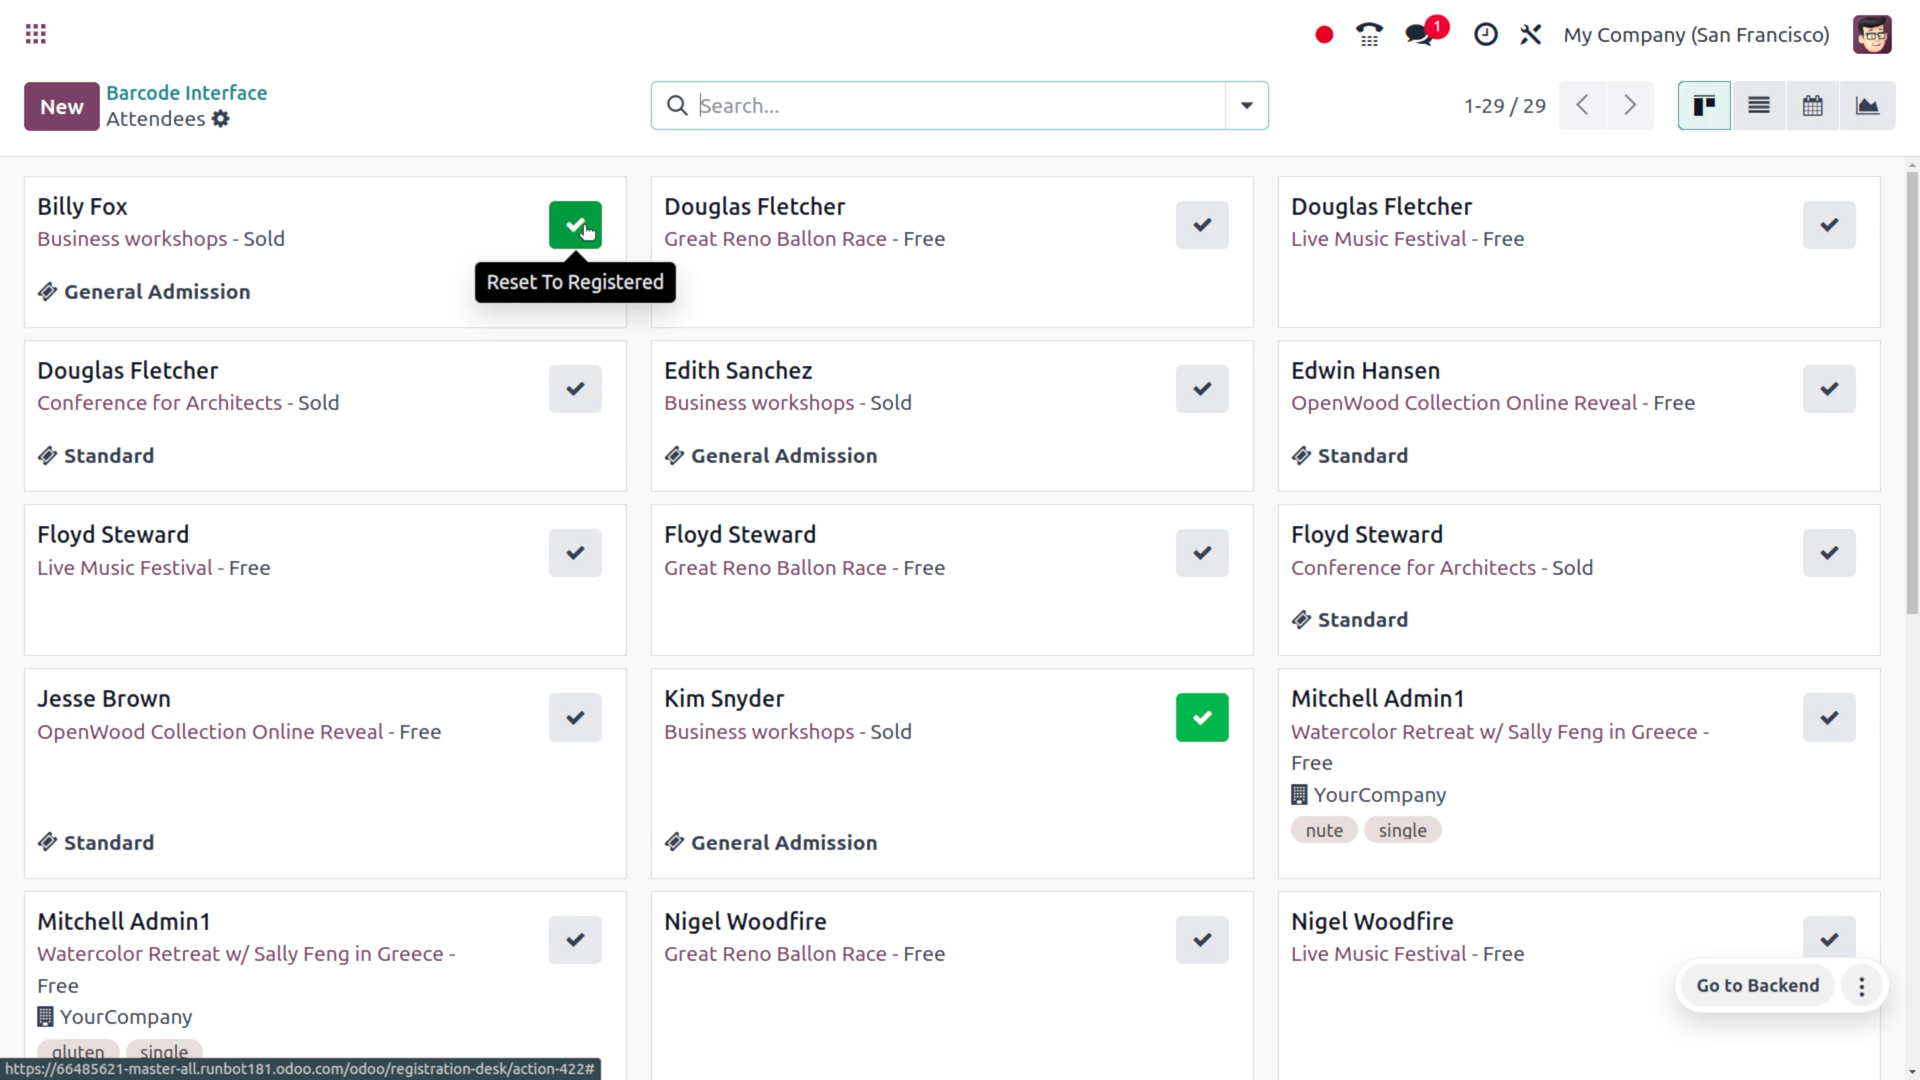 1
My Company (San Francisco)
New
Barcode Interface
Attendees
Search...
1-29 / 29
Billy Fox
Business workshops - Sold
General Admission
Reset To Registered
Douglas Fletcher
Great Reno Ballon Race - Free
Douglas Fletcher
Live Music Festival - Free
Douglas Fletcher
Conference for Architects - Sold
Standard
Edith Sanchez
Business workshops - Sold
General Admission
Edwin Hansen
OpenWood Collection Online Reveal - Free
Standard
Floyd Steward
Live Music Festival - Free
Floyd Steward
Great Reno Ballon Race - Free
Floyd Steward
Conference for Architects - Sold
Standard
Jesse Brown
OpenWood Collection Online Reveal - Free
Standard
Kim Snyder
Business workshops - Sold
General Admission
Mitchell Admin1
Watercolor Retreat w/ Sally Feng in Greece -
Free
YourCompany
nute single
Mitchell Admin1
Watercolor Retreat w/ Sally Feng in Greece -
Free
YourCompany
gluten single
Nigel Woodfire
Great Reno Ballon Race - Free
Nigel Woodfire
Live Music Festival - Free
Go to Backend
https://66485621-master-all.runbot181.odoo.com/odoo/registration-desk/action-422#